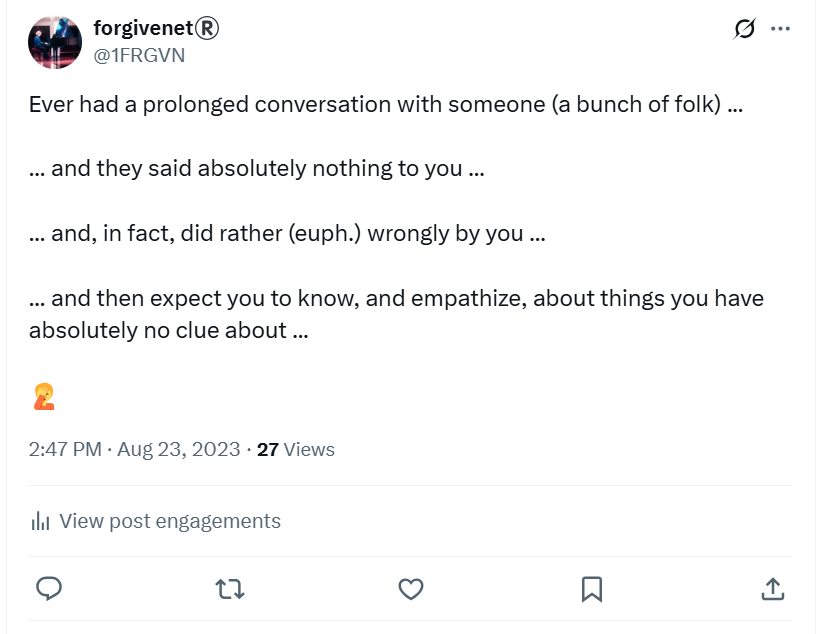 forgivenet®
@1FRGVN
Ever had a prolonged conversation with someone (a bunch of folk) ...
... and they said absolutely nothing to you ...
... and, in fact, did rather (euph.) wrongly by you ...
... and then expect you to know, and empathize, about things you have
absolutely no clue about ...
🤦
2:47 PM · Aug 23, 2023 · 27 Views
View post engagements